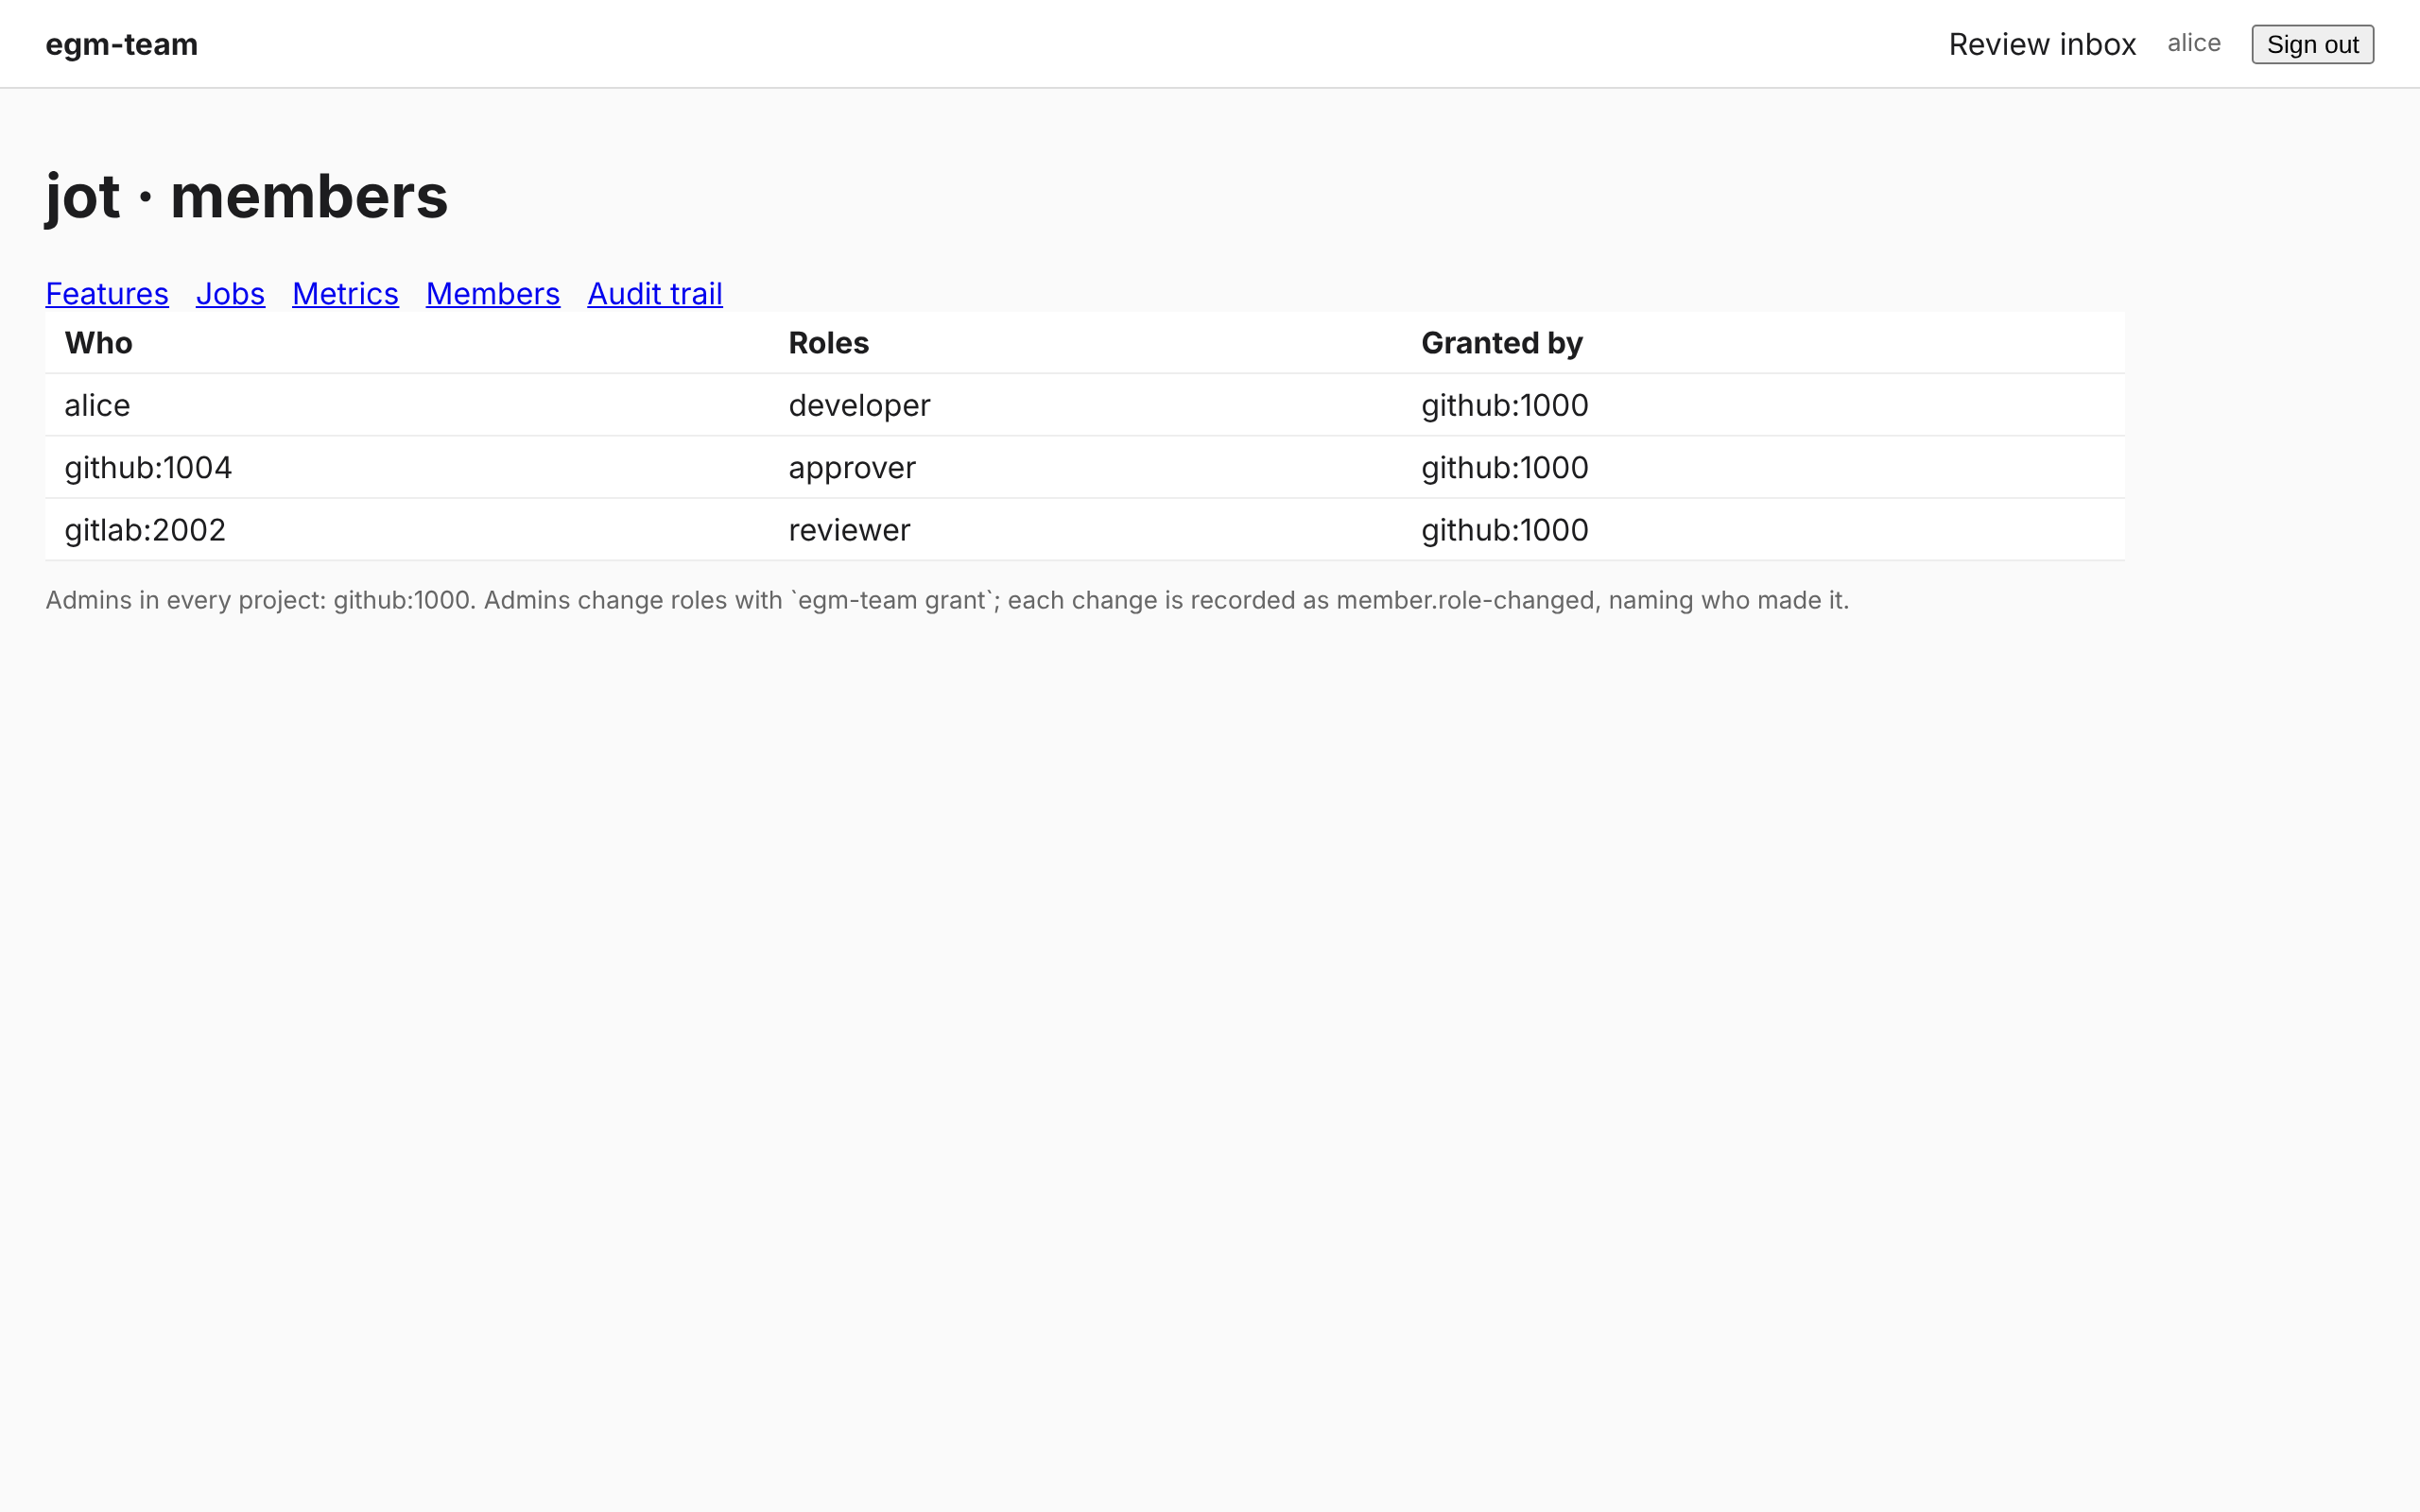 egm-team
Review inbox alice Sign out
jot · members
Features Jobs Metrics Members Audit trail
Who Roles Granted by
alice developer github:1000
github:1004 approver github:1000
gitlab:2002 reviewer github:1000
Admins in every project: github:1000. Admins change roles with `egm-team grant`; each change is recorded as member.role-changed, naming who made it.